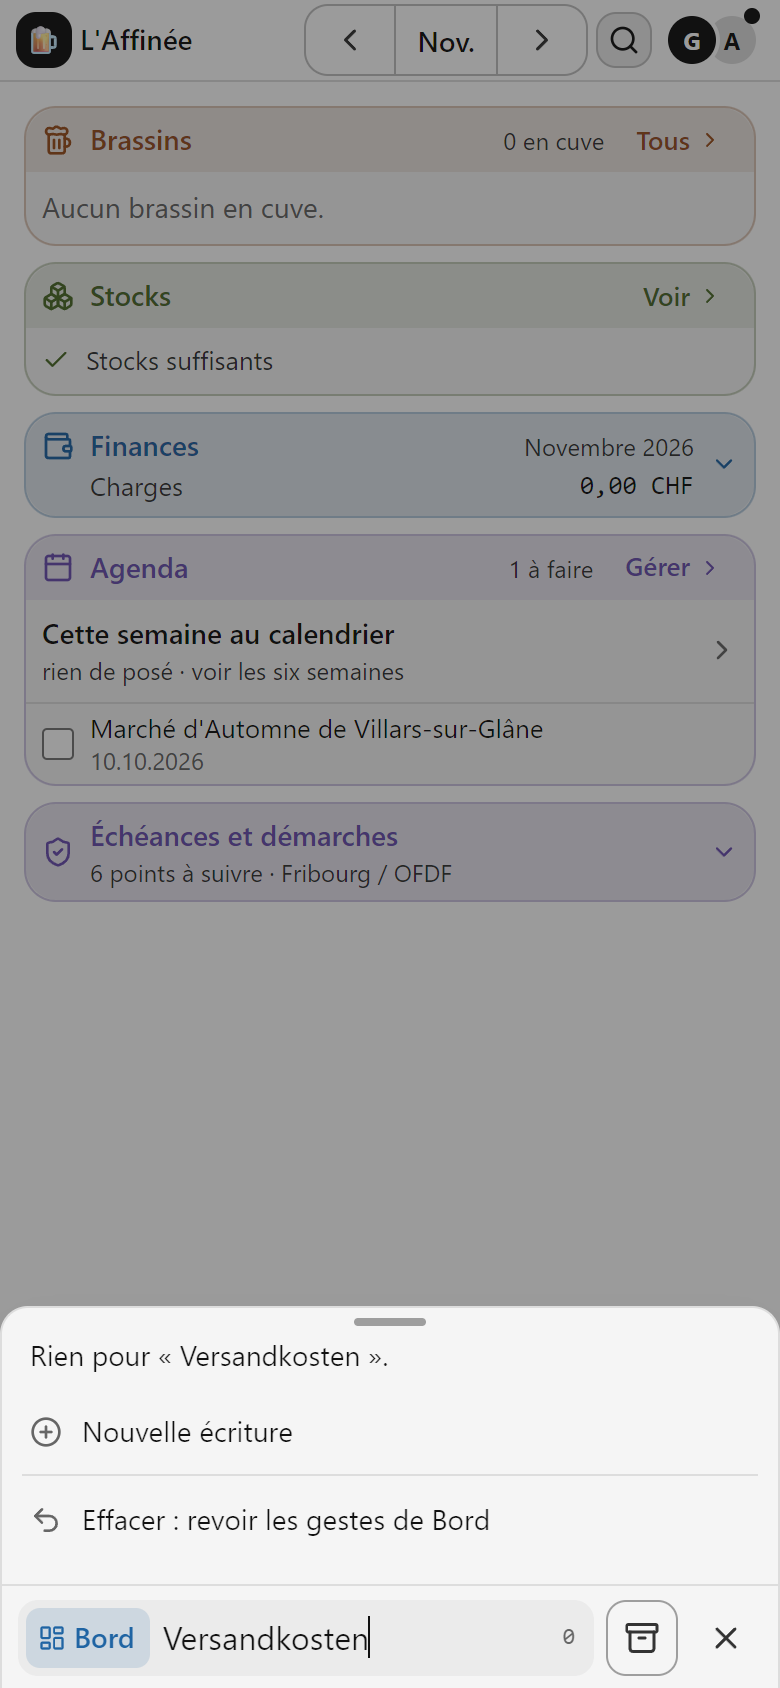 L'Affinée
Nov.
G
A
Brassins
0 en cuve
Tous
Aucun brassin en cuve.
Stocks
Voir
Stocks suffisants
Finances
Novembre 2026
Charges
0,00 CHF
Agenda
1 à faire
Gérer
Cette semaine au calendrier
rien de posé · voir les six semaines
Marché d'Automne de Villars-sur-Glâne
10.10.2026
Échéances et démarches
6 points à suivre · Fribourg / OFDF
Rien pour « Versandkosten ».
Nouvelle écriture
Effacer : revoir les gestes de Bord
Bord
Versandkosten
0